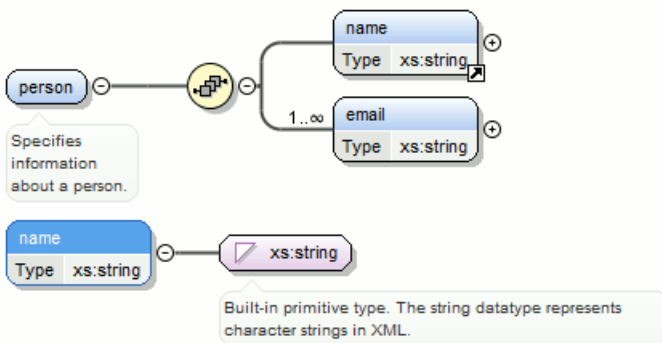 name
Type xs:string
person
1..∞
email
Type xs:string
Specifies
information
about a person.
name
Type xs:string
xs:string
Built-in primitive type. The string datatype represents
character strings in XML.